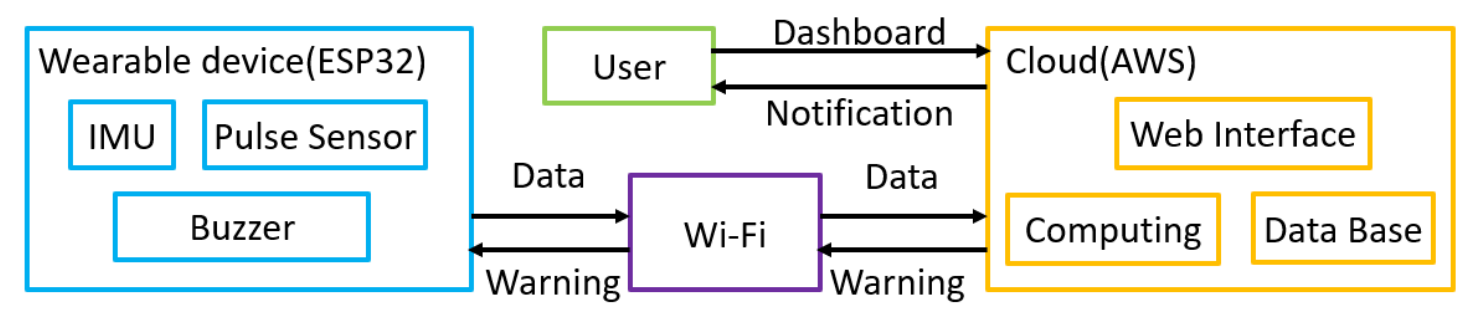 Wearable device(ESP32)
IMU
Pulse Sensor
Buzzer
User
Dashboard
Notification
Data
Warning
Wi-Fi
Data
Warning
Cloud(AWS)
Web Interface
Computing
Data Base